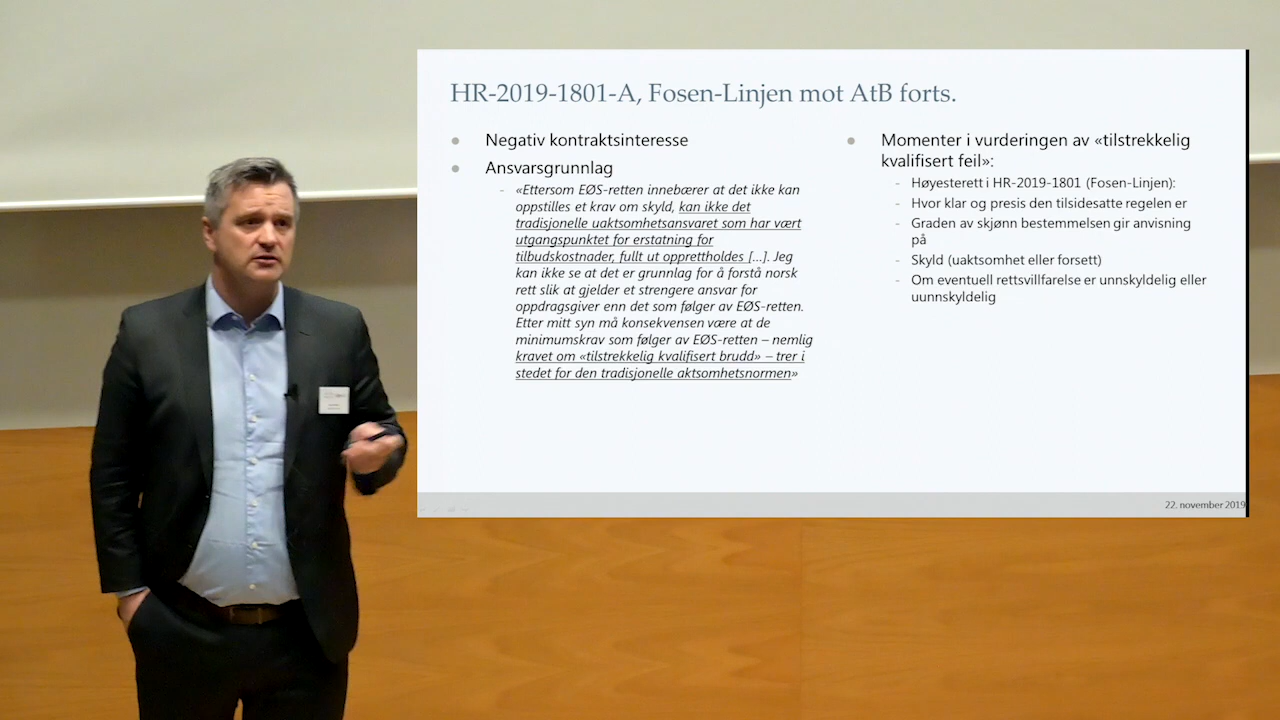 HR-2019-1801-A, Fosen-Linjen mot AtB forts.
Negativ kontraktsinteresse
Ansvarsgrunnlag
- «Ettersom EØS-retten innebærer at det ikke kan
oppstilles et krav om skyld, kan ikke det
tradisjonelle uaktsomhetsansvaret som har vært
utgangspunktet for erstatning for
tilbudskostnader, fullt ut opprettholdes [...]. Jeg
kan ikke se at det er grunnlag for å forstå norsk
rett slik at gjelder et strengere ansvar for
oppdragsgiver enn det som følger av EØS-retten.
Etter mitt syn må konsekvensen være at de
minimumskrav som følger av EØS-retten – nemlig
kravet om «tilstrekkelig kvalifisert brudd» – trer i
stedet for den tradisjonelle aktsomhetsnormen»
Momenter i vurderingen av «tilstrekkelig
kvalifisert feil»:
- Høyesterett i HR-2019-1801 (Fosen-Linjen):
- Hvor klar og presis den tilsidesatte regelen er
- Graden av skjønn bestemmelsen gir anvisning
på
- Skyld (uaktsomhet eller forsett)
- Om eventuell rettsvillfarelse er unnskyldelig eller
uunnskyldelig
22. november 2019